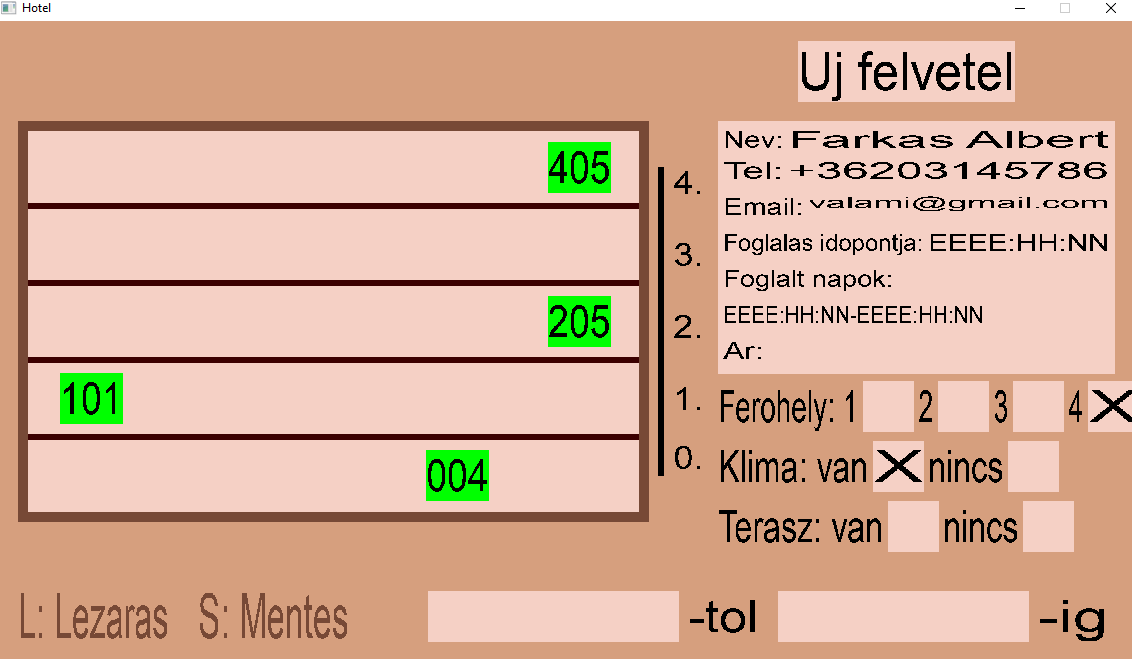 Hotel
Uj felvetel
405
205
101
004
4.
3.
2.
1.
0.
Nev: Farkas Albert
Tel: +36203145786
Email: valami@gmail.com
Foglalas idopontja: EEEE:HH:NN
Foglalt napok:
EEEE:HH:NN-EEEE:HH:NN
Ar:
Ferohely: 1 2 3 4 X
Klima: van X nincs
Terasz: van nincs
L: Lezaras S: Mentes
-tol -ig